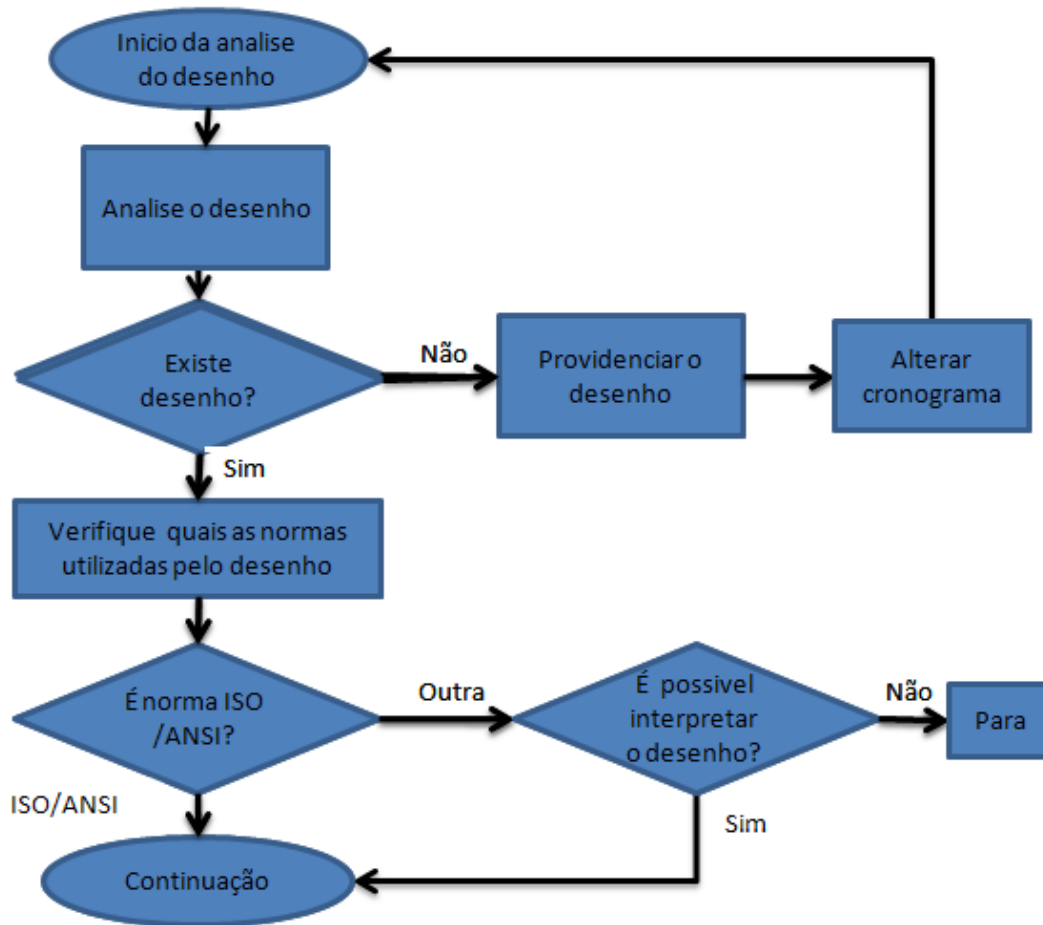 Inicio da analise
do desenho
Analise o desenho
Existe
desenho?
Não
Providenciar o
desenho
Alterar
cronograma
Sim
Verifique quais as normas
utilizadas pelo desenho
É norma ISO
/ANSI?
Outra
É possivel
interpretar
o desenho?
Não
Para
ISO/ANSI
Sim
Continuação